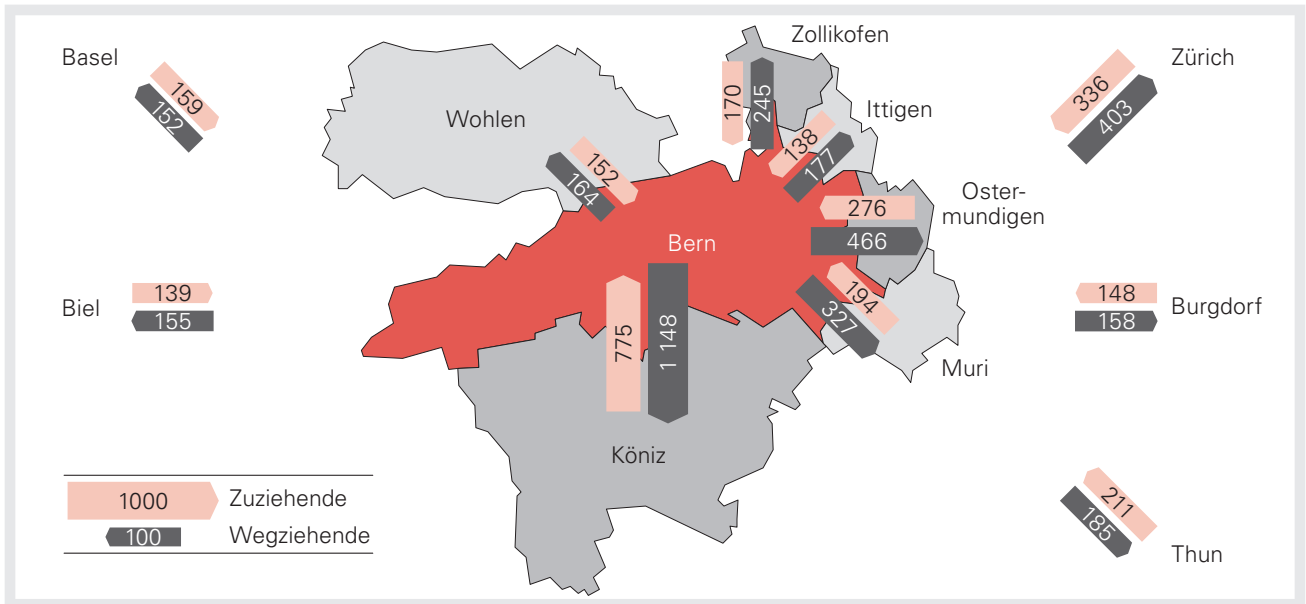 Zollikofen
Basel
159
152
Wohlen
170
245
Ittigen
138
177
Zürich
336
403
152
164
Oster-
mundigen
276
466
Bern
Biel
139
155
775
1 148
194
327
Muri
148
158
Burgdorf
Köniz
1000 Zuziehende
100 Wegziehende
211
185
Thun